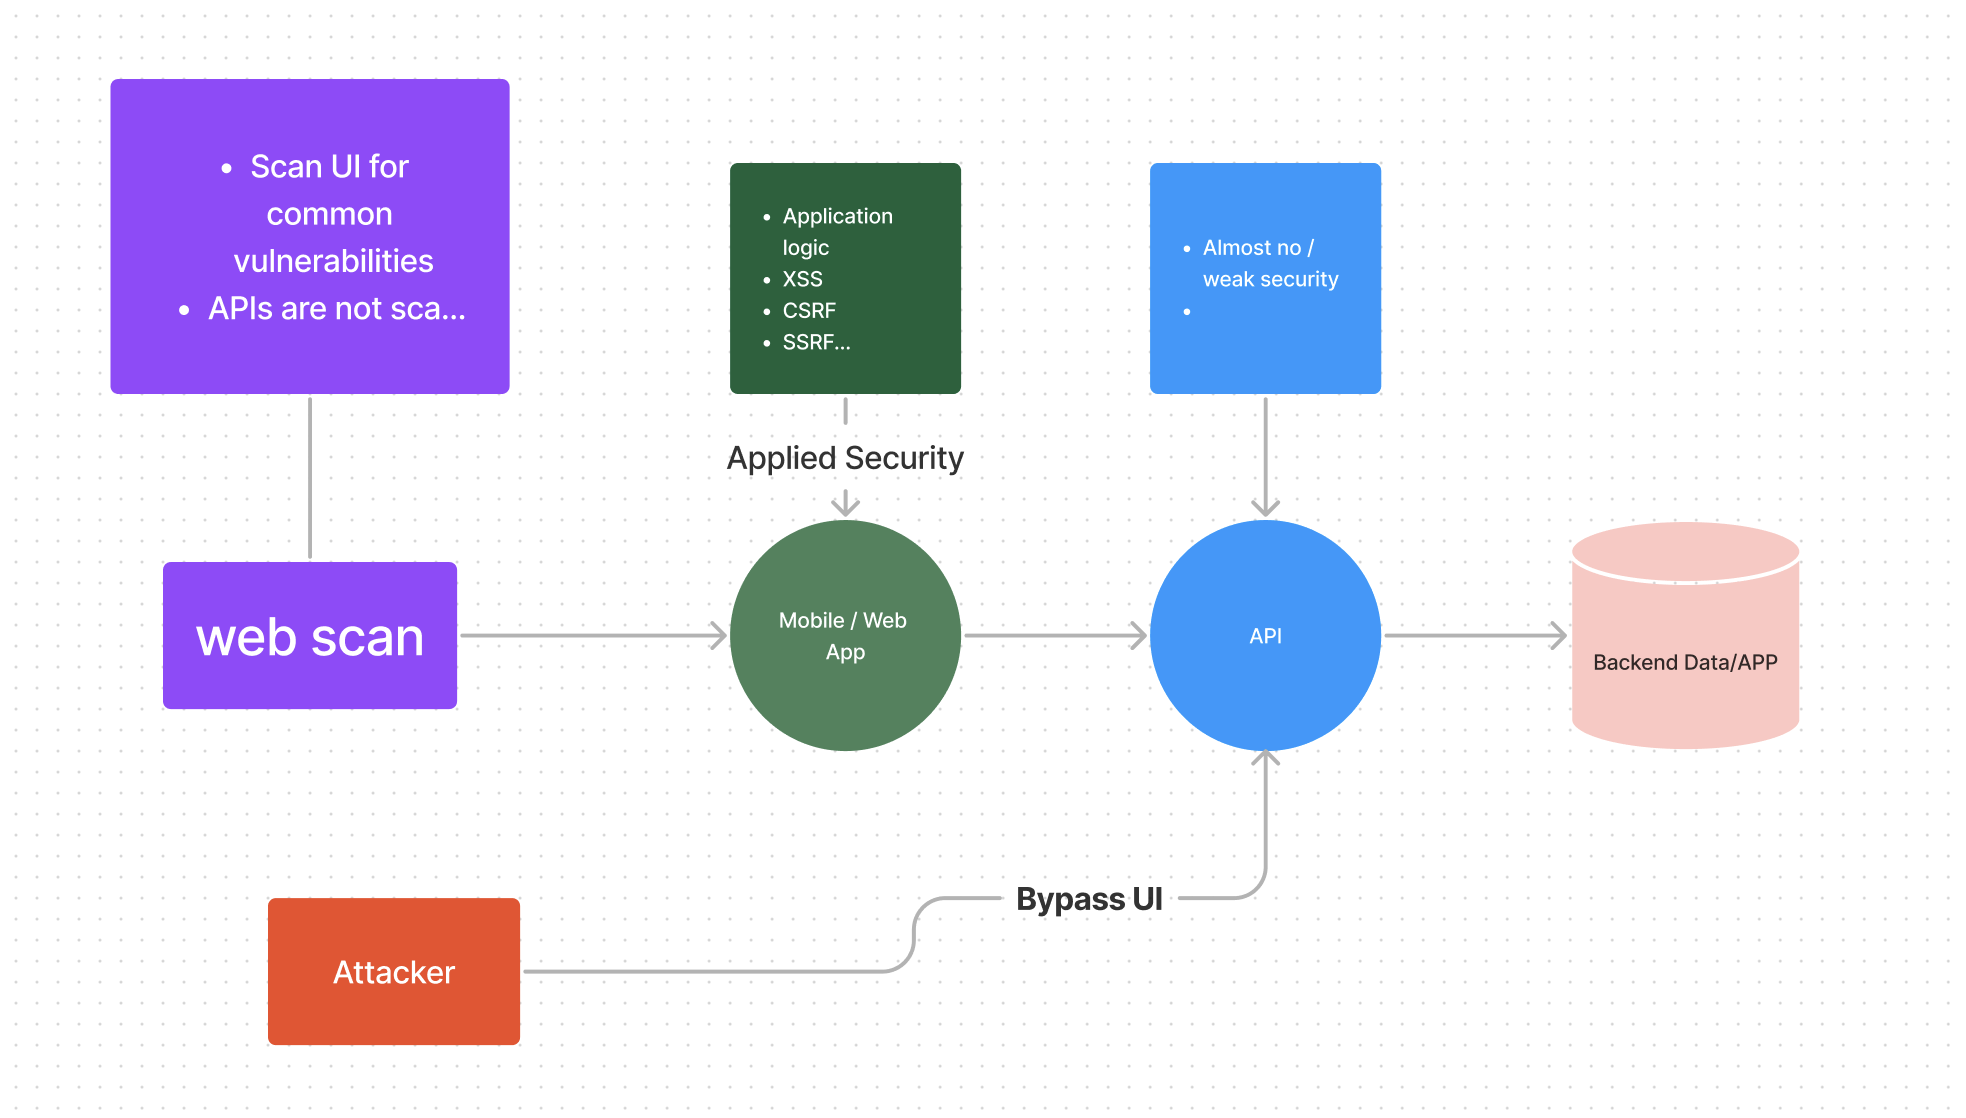 • Scan UI for
common
vulnerabilities
• APIs are not sca...
• Application
logic
• XSS
• CSRF
• SSRF...
• Almost no /
weak security
•
Applied Security
web scan
Mobile / Web
App
API
Backend Data/APP
Bypass UI
Attacker